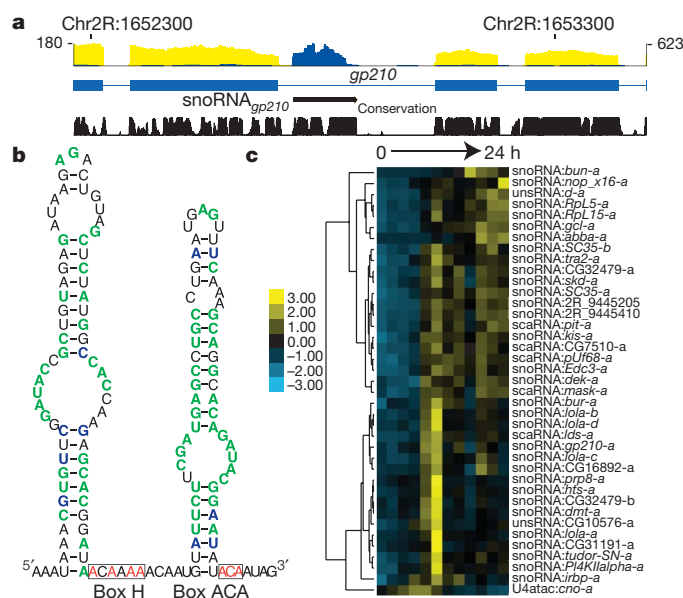 a
Chr2R:1652300
Chr2R:1653300
180
623
gp210
snoRNAgp210
Conservation
b
5′AAAU–AACAAAAACAAUG–UACAAUAG3′
Box H
Box ACA
c
0
24 h
3.00
2.00
1.00
0.00
–1.00
–2.00
–3.00
snoRNA:bun-a
snoRNA:nop_x16-a
unsRNA:d-a
snoRNA:RpL5-a
snoRNA:RpL15-a
snoRNA:gcl-a
snoRNA:abba-a
snoRNA:SC35-b
snoRNA:tra2-a
snoRNA:CG32479-a
snoRNA:skd-a
snoRNA:SC35-a
snoRNA:2R_9445205
snoRNA:2R_9445410
scaRNA:pit-a
snoRNA:kis-a
scaRNA:CG7510-a
scaRNA:pUf68-a
snoRNA:Edc3-a
snoRNA:dek-a
scaRNA:mask-a
snoRNA:bur-a
snoRNA:lola-b
snoRNA:lola-d
scaRNA:lds-a
snoRNA:gp210-a
snoRNA:lola-c
snoRNA:CG16892-a
snoRNA:prp8-a
snoRNA:hts-a
snoRNA:CG32479-b
snoRNA:dmt-a
unsRNA:CG10576-a
snoRNA:lola-a
snoRNA:CG31191-a
snoRNA:tudor-SN-a
snoRNA:PI4KIIalpha-a
snoRNA:irbp-a
U4atac:cno-a